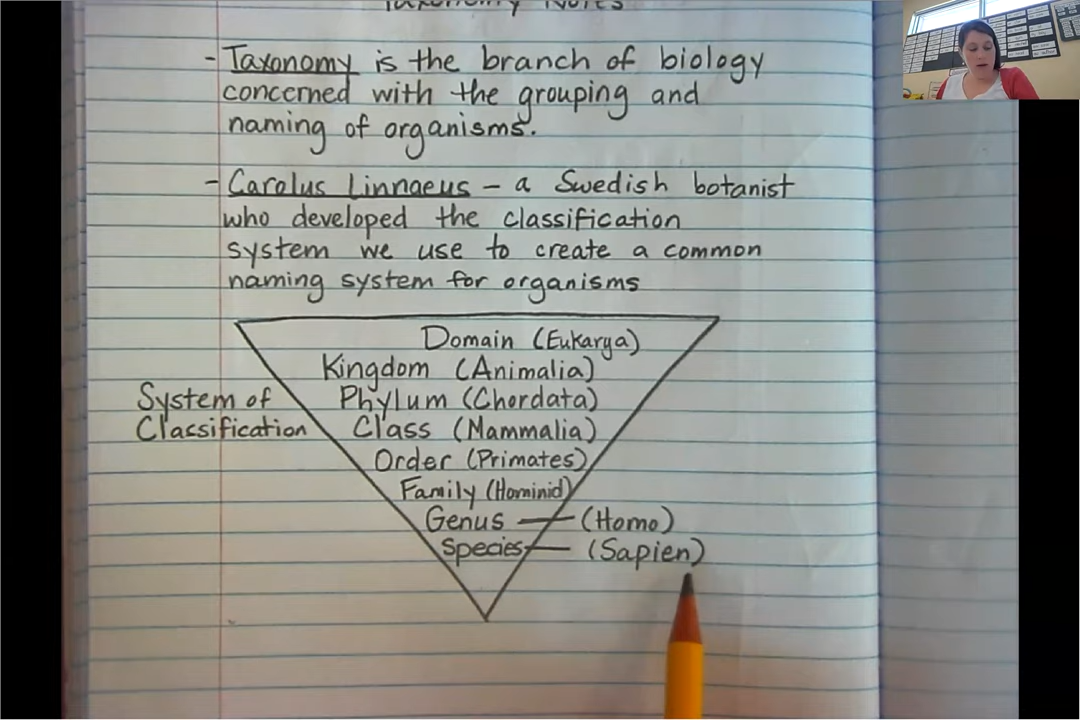 Taxonomy Notes
- Taxonomy is the branch of biology
concerned with the grouping and
naming of organisms.
- Carolus Linnaeus - a Swedish botanist
who developed the classification
system we use to create a common
naming system for organisms
Domain (Eukarya)
Kingdom (Animalia)
Phylum (Chordata)
Class (Mammalia)
Order (Primates)
Family (Hominid)
Genus — (Homo)
Species — (Sapien)
System of
Classification